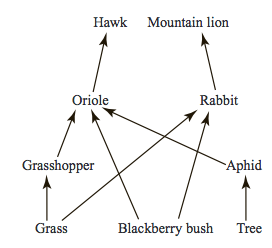 Hawk Mountain lion
Oriole Rabbit
Grasshopper Aphid
Grass Blackberry bush Tree